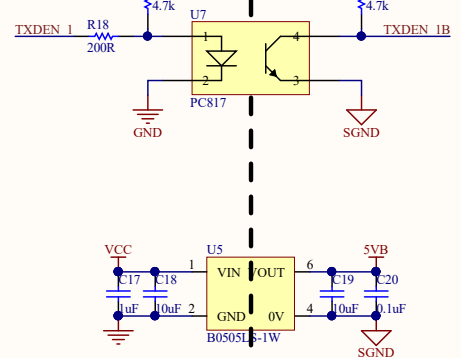 4.7k
4.7k
U7
TXDEN_1
R18
200R
1
4
TXDEN_1B
2
3
PC817
GND
SGND
VCC
U5
5VB
1
6
C17
C18
VIN
VOUT
C19
C20
1uF
10uF
2
GND
0V
4
10uF
0.1uF
B0505LS-1W
SGND